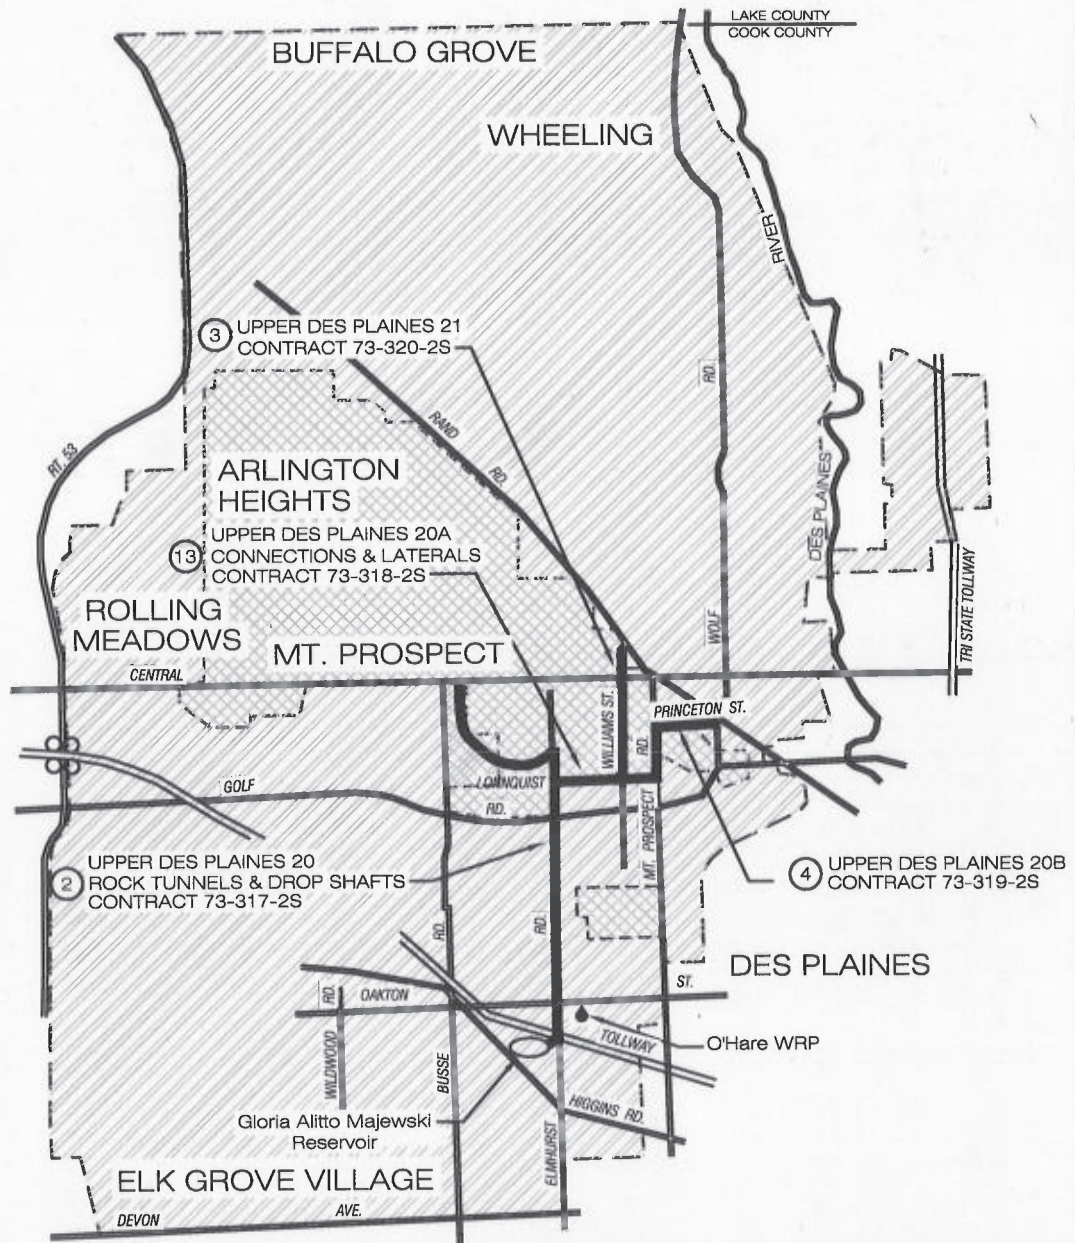 LAKE COUNTY
COOK COUNTY
BUFFALO GROVE
WHEELING
RIVER
3 UPPER DES PLAINES 21
CONTRACT 73-320-2S
RD.
RAND
RD.
RT. 53
ARLINGTON
HEIGHTS
DES PLAINES
13 UPPER DES PLAINES 20A
CONNECTIONS & LATERALS
CONTRACT 73-318-2S
ROLLING
MEADOWS
WOLF
TRI STATE TOLLWAY
MT. PROSPECT
CENTRAL
PRINCETON ST.
WILLIAMS ST.
RD.
LONNQUIST
GOLF
RD.
MT. PROSPECT
2 UPPER DES PLAINES 20
ROCK TUNNELS & DROP SHAFTS
CONTRACT 73-317-2S
4 UPPER DES PLAINES 20B
CONTRACT 73-319-2S
RD.
RD.
DES PLAINES
RD.
OAKTON
ST.
TOLLWAY
O'Hare WRP
WILDWOOD
BUSSE
HIGGINS RD.
Gloria Alitto Majewski
Reservoir
ELMHURST
ELK GROVE VILLAGE
DEVON
AVE.